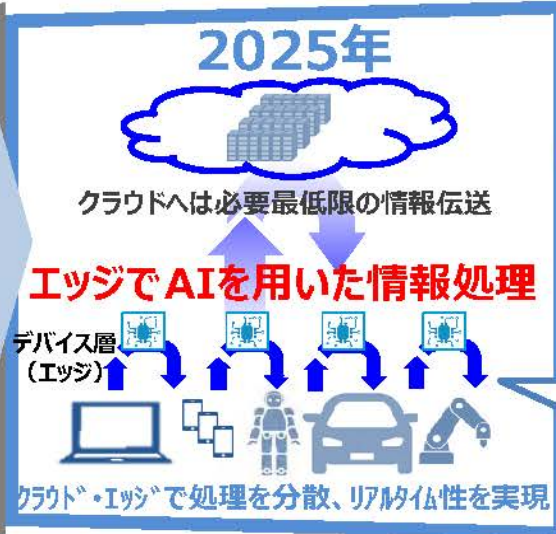 2025年
クラウドへは必要最低限の情報伝送
エッジでAIを用いた情報処理
デバイス層
（エッジ）
クラウド・エッジで処理を分散、リアルタイム性を実現